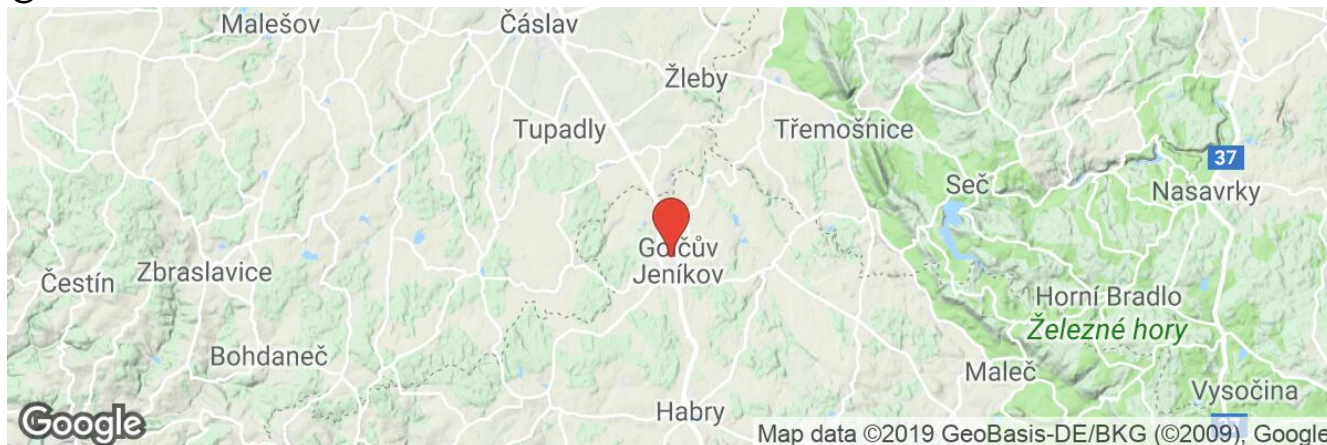 Malešov
Čáslav
Žleby
Tupadly
Třemošnice
37
Seč
Nasavrky
Golčův
Jeníkov
Zbraslavice
Čestín
Horní Bradlo
Železné hory
Bohdaneč
Maleč
Vysočina
Habry
Google
Map data ©2019 GeoBasis-DE/BKG (©2009), Google